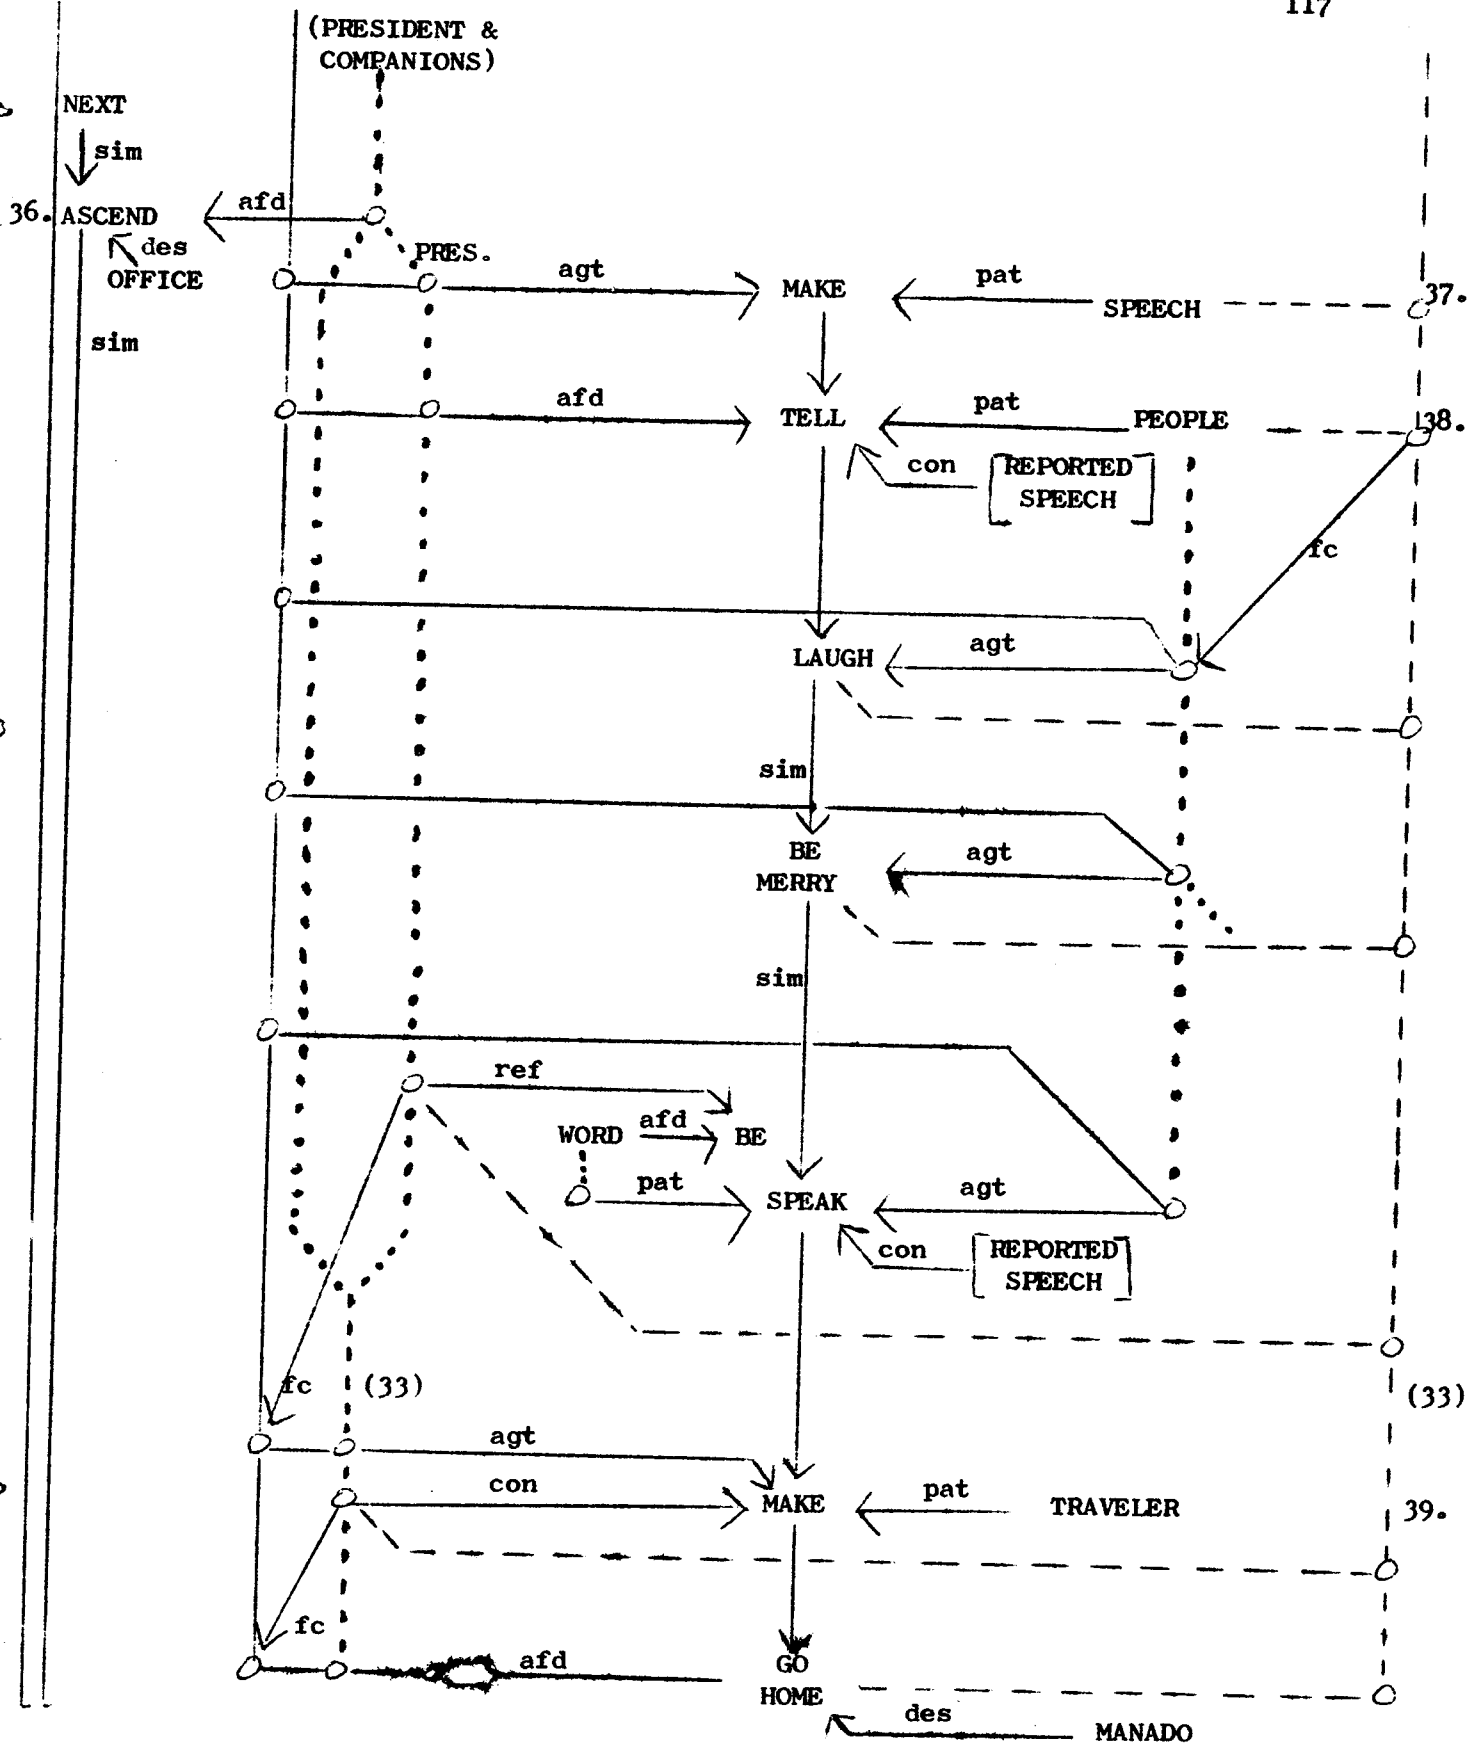 117
(PRESIDENT &
COMPANIONS)
NEXT
sim
36. ASCEND
afd
des
OFFICE
PRES.
agt
MAKE
pat
SPEECH
37.
sim
afd
TELL
pat
PEOPLE
38.
con
[REPORTED
SPEECH]
fc
LAUGH
agt
sim
BE
MERRY
agt
sim
ref
WORD
afd
BE
pat
SPEAK
agt
con
[REPORTED
SPEECH]
fc
(33)
(33)
agt
con
MAKE
pat
TRAVELER
39.
fc
afd
GO
HOME
des
MANADO